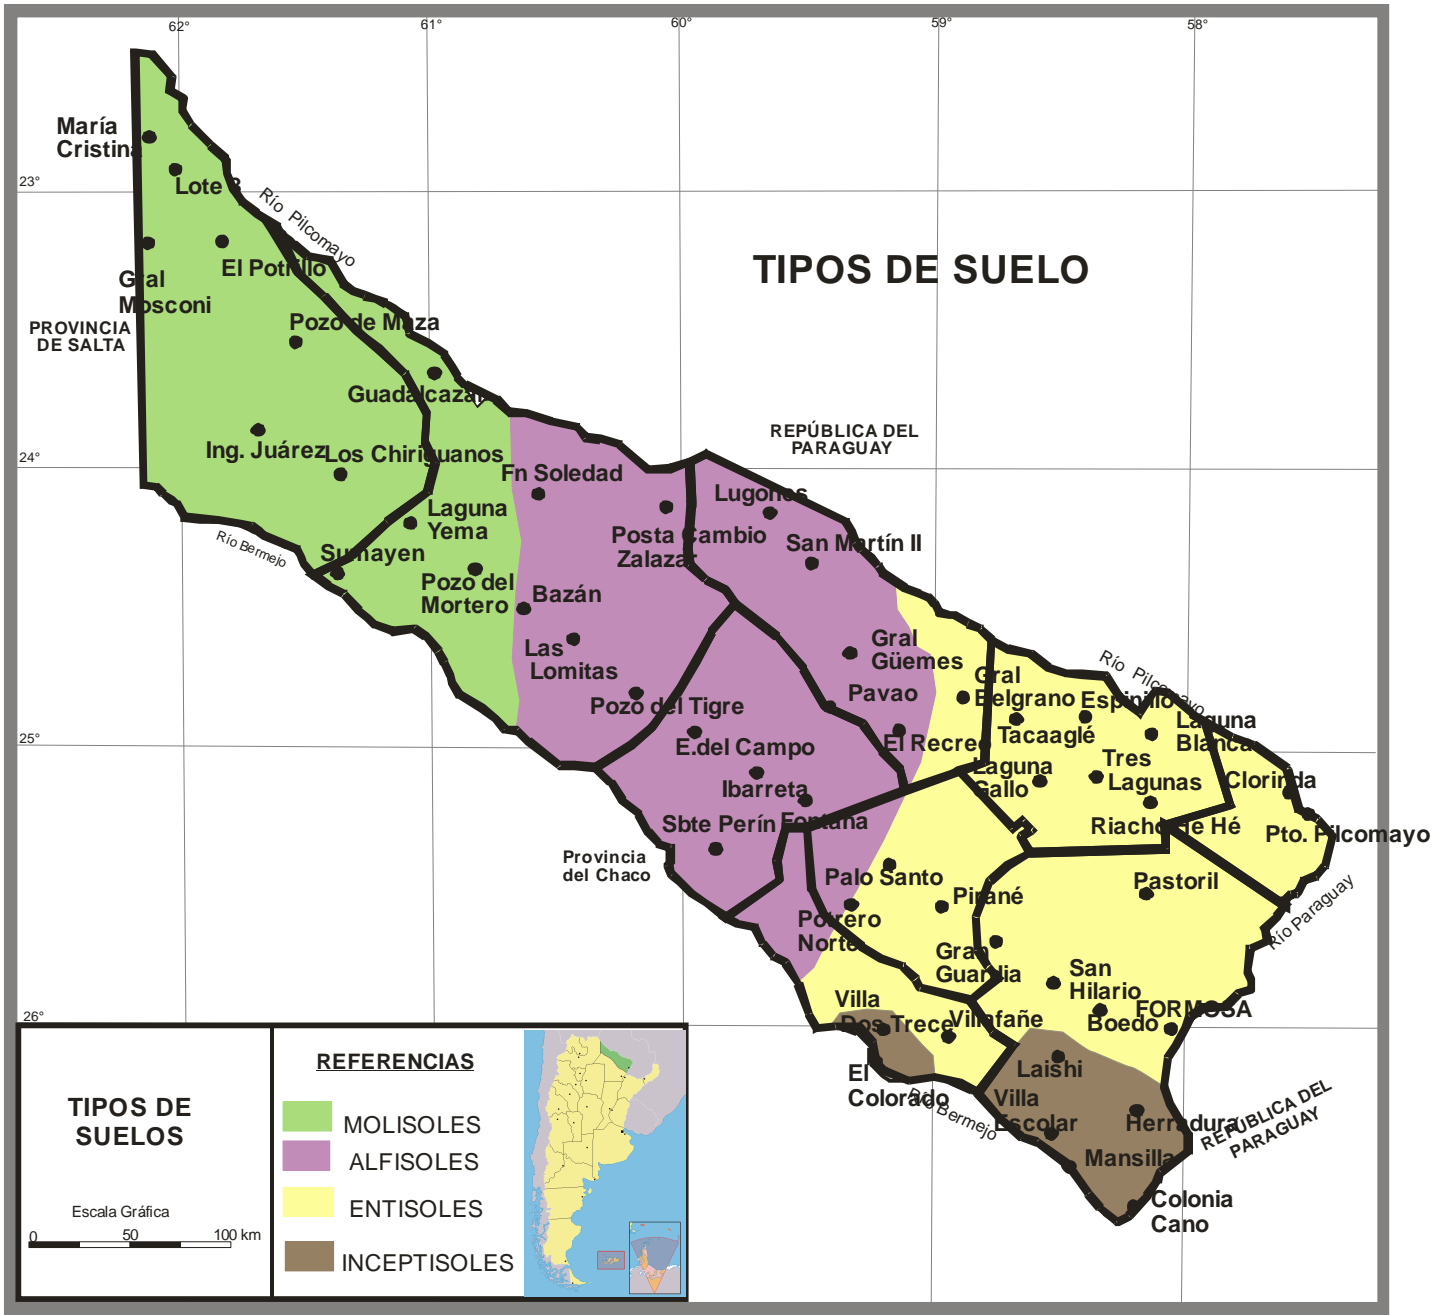 62°
61°
60°
59°
58°
María
Cristina
Lote 8
23°
Río Pilcomayo
El Potrillo
Gral
Mosconi
TIPOS DE SUELO
PROVINCIA
DE SALTA
Pozo de Maza
Guadalcazar
REPÚBLICA DEL
PARAGUAY
Ing. Juárez
Los Chiriguanos
24°
Fn Soledad
Lugones
Laguna
Yema
Posta Cambio
Zalazar
San Martín II
Río Bermejo
Sumayen
Pozo del
Mortero
Bazán
Las
Lomitas
Gral
Güemes
Río Pilcomayo
Gral
Belgrano
Espinillo
Pozo del Tigre
Pavao
Tacaaglé
Laguna
Blanca
25°
E.del Campo
El Recreo
Laguna
Gallo
Tres
Lagunas
Clorinda
Ibarreta
Sbte Perín
Fontana
Riacho He Hé
Pto. Pilcomayo
Provincia
del Chaco
Palo Santo
Pirané
Pastoril
Río Paraguay
Potrero
Norte
Gran
Guardia
San
Hilario
Villa
Dos Trece
Villafañe
Boedo
FORMOSA
26°
El
Colorado
Río Bermejo
Laishi
Villa
Escolar
Herradura
REPÚBLICA DEL
PARAGUAY
Mansilla
Colonia
Cano
TIPOS DE
SUELOS
Escala Gráfica
0 50 100 km
REFERENCIAS
MOLISOLES
ALFISOLES
ENTISOLES
INCEPTISOLES